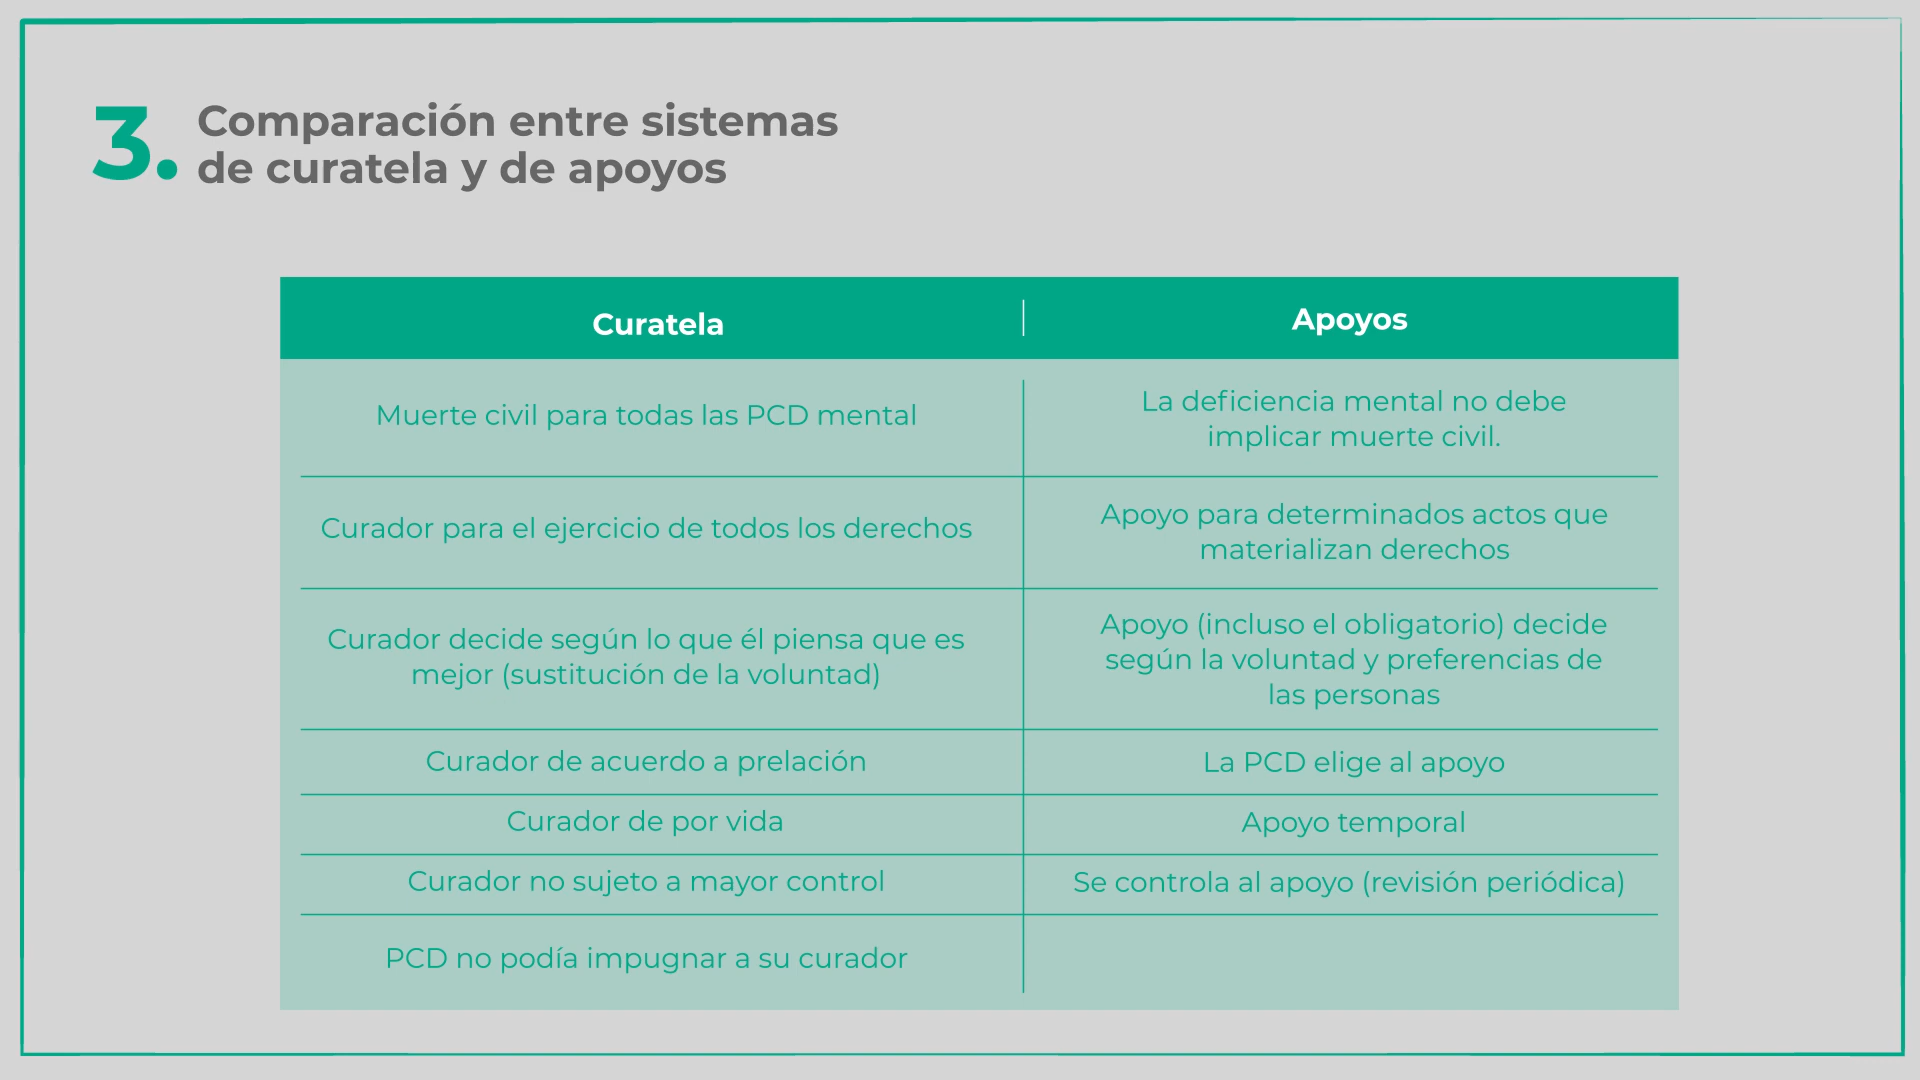 3.
Comparación entre sistemas
de curatela y de apoyos
Curatela
Apoyos
Muerte civil para todas las PCD mental
La deficiencia mental no debe
implicar muerte civil.
Curador para el ejercicio de todos los derechos
Apoyo para determinados actos que
materializan derechos
Curador decide según lo que él piensa que es
mejor (sustitución de la voluntad)
Apoyo (incluso el obligatorio) decide
según la voluntad y preferencias de
las personas
Curador de acuerdo a prelación
La PCD elige al apoyo
Curador de por vida
Apoyo temporal
Curador no sujeto a mayor control
Se controla al apoyo (revisión periódica)
PCD no podía impugnar a su curador